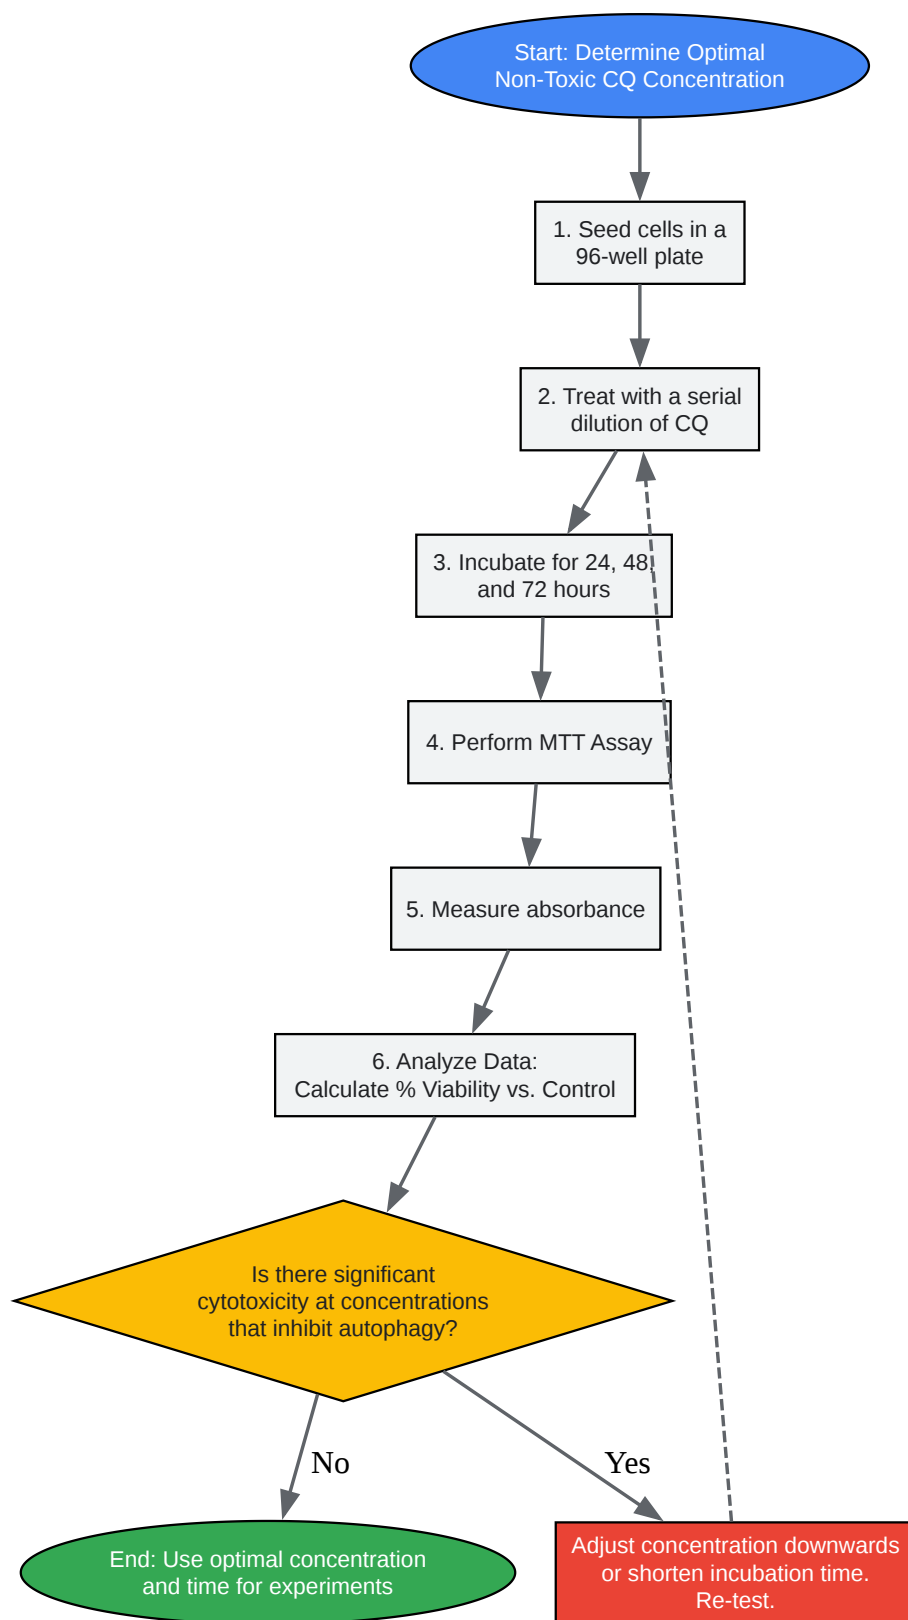 Start: Determine Optimal
Non-Toxic CQ Concentration
1. Seed cells in a
96-well plate
2. Treat with a serial
dilution of CQ
3. Incubate for 24, 48,
and 72 hours
4. Perform MTT Assay
5. Measure absorbance
6. Analyze Data:
Calculate % Viability vs. Control
Is there significant
cytotoxicity at concentrations
that inhibit autophagy?
No
Yes
End: Use optimal concentration
and time for experiments
Adjust concentration downwards
or shorten incubation time.
Re-test.